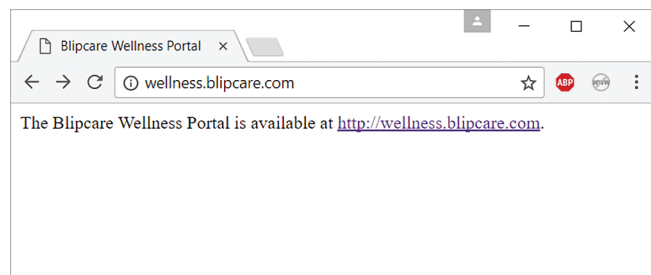 Blipcare Wellness Portal
wellness.blipcare.com
ABP
The Blipcare Wellness Portal is available at http://wellness.blipcare.com.